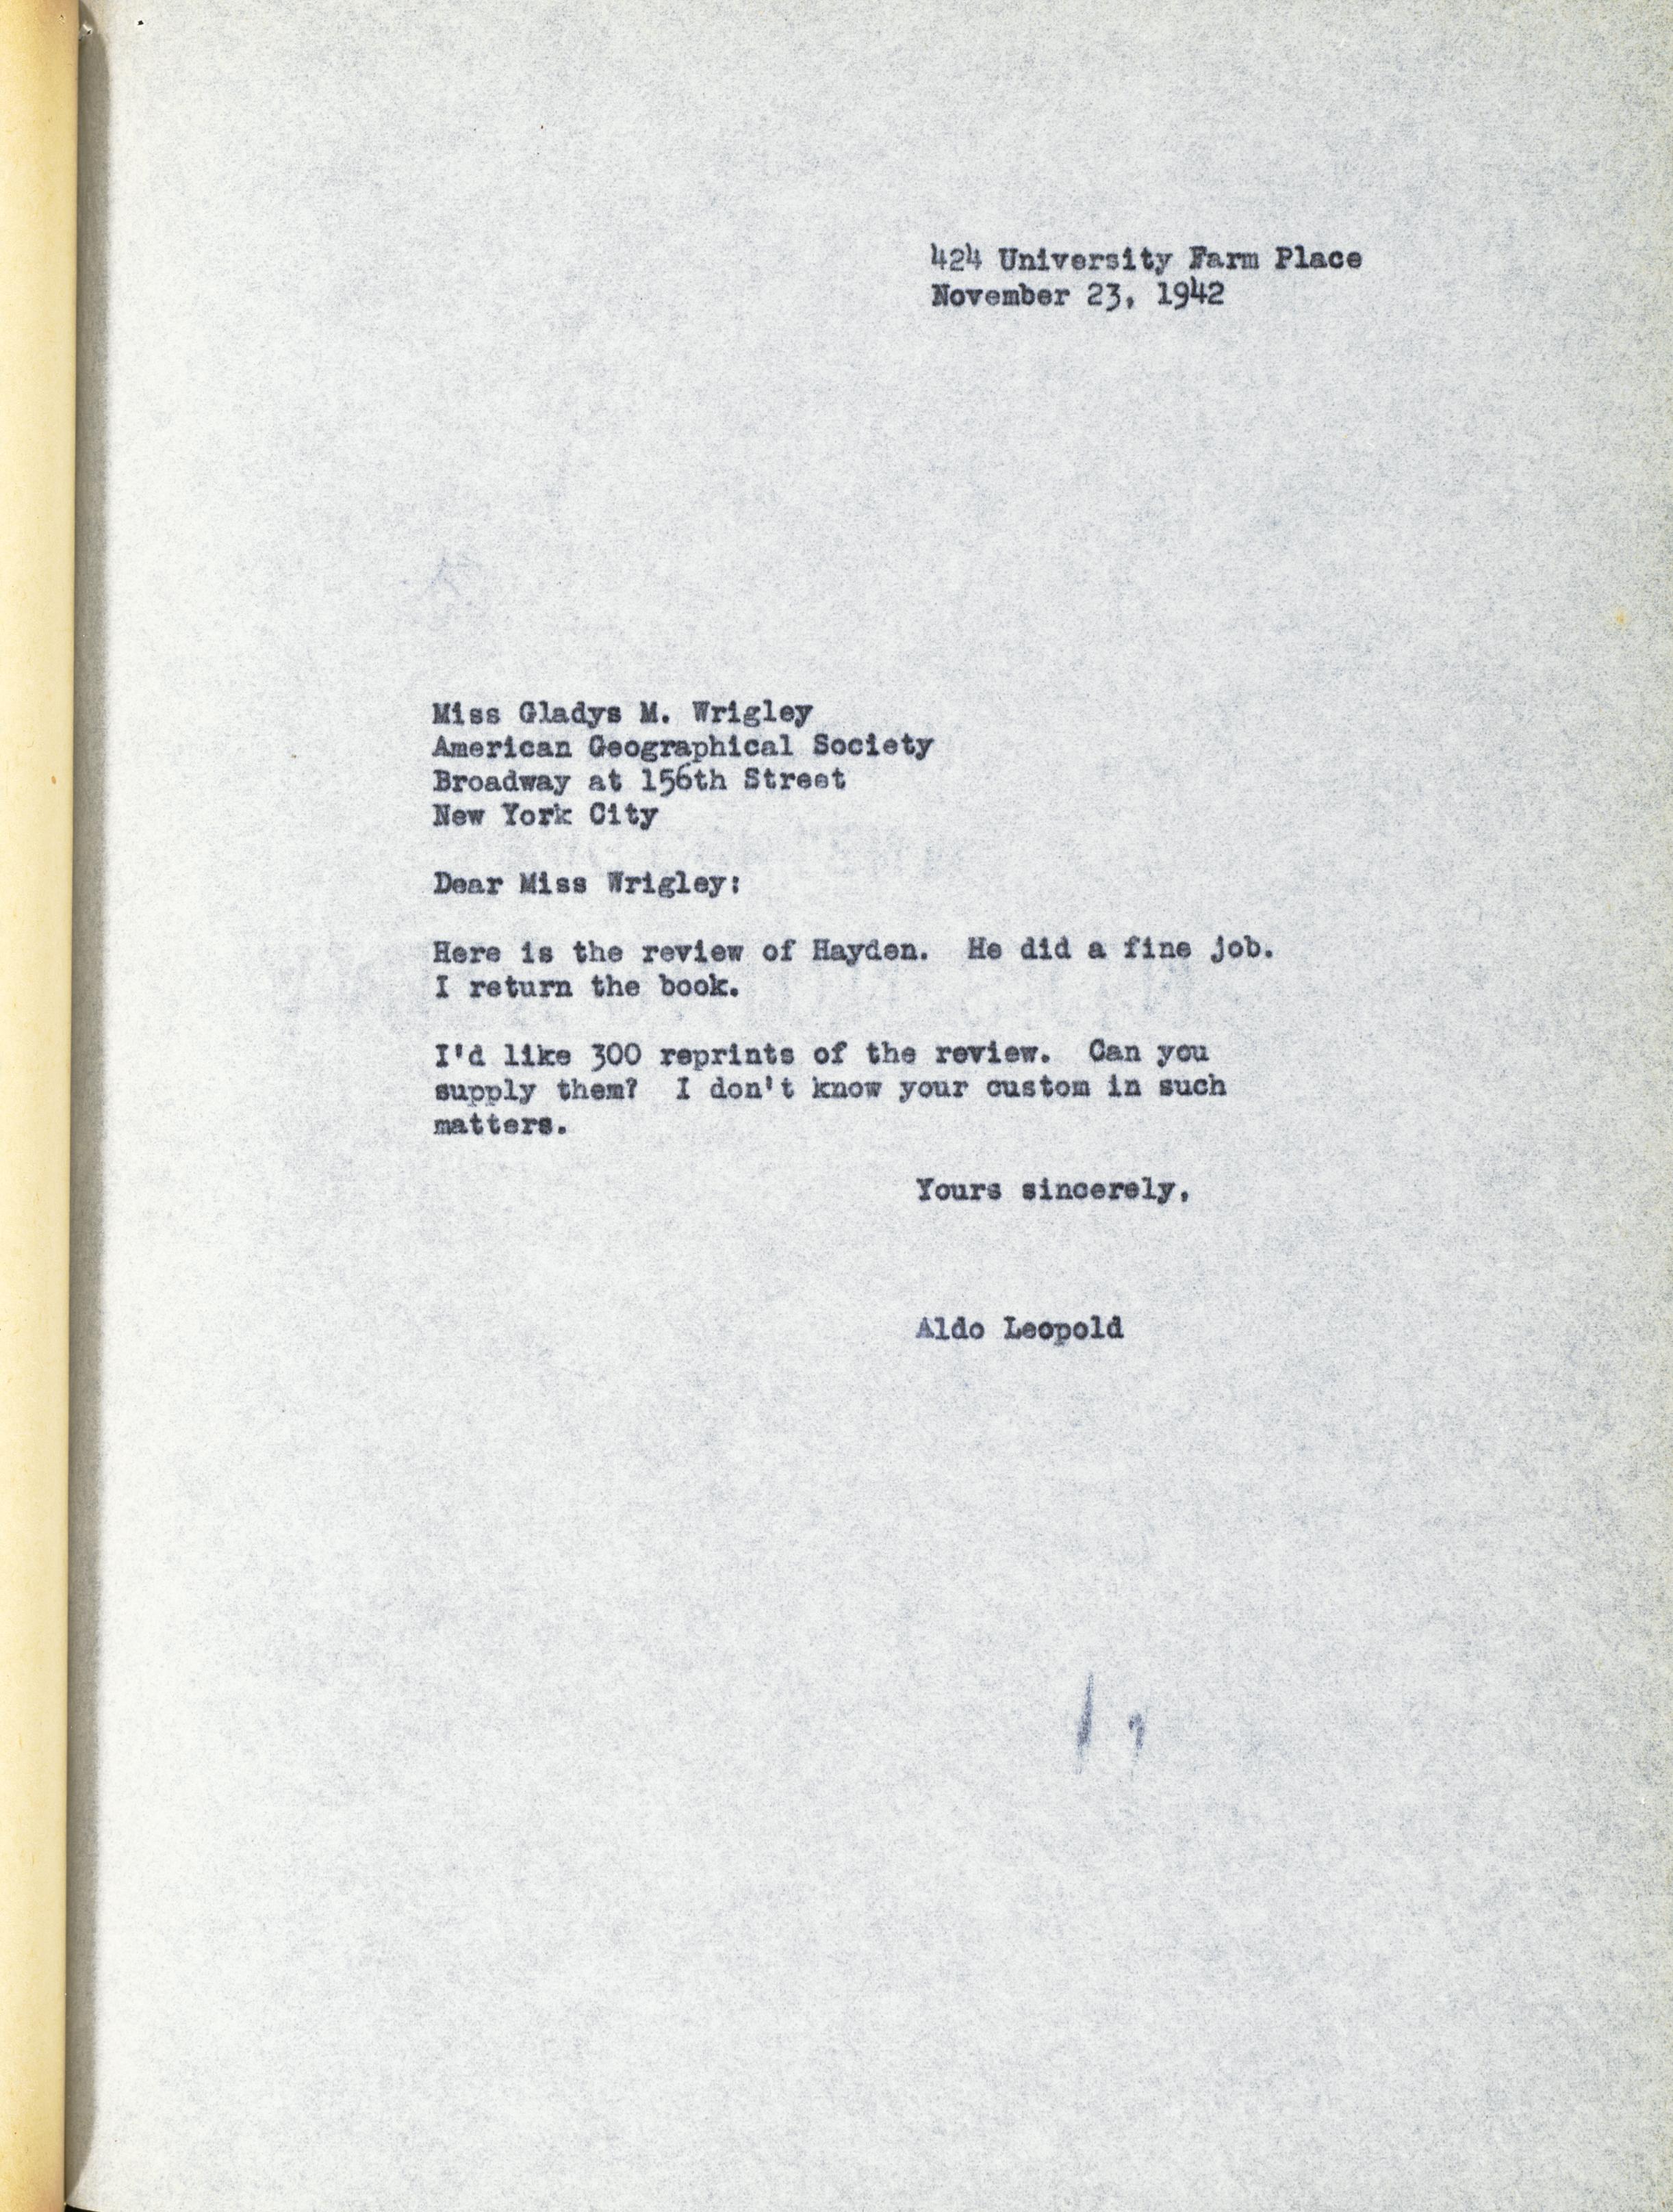 424 University Farm Place
November 23, 1942
Miss Gladys M. Wrigley
American Geographical Society
Broadway at 156th Street
New York City
Dear Miss Wrigley:
Here is the review of Hayden.  He did a fine job.
I return the book.
I'd like 300 reprints of the review.  Can you
supply them?  I don't know your custom in such
matters.
Yours sincerely,
Aldo Leopold